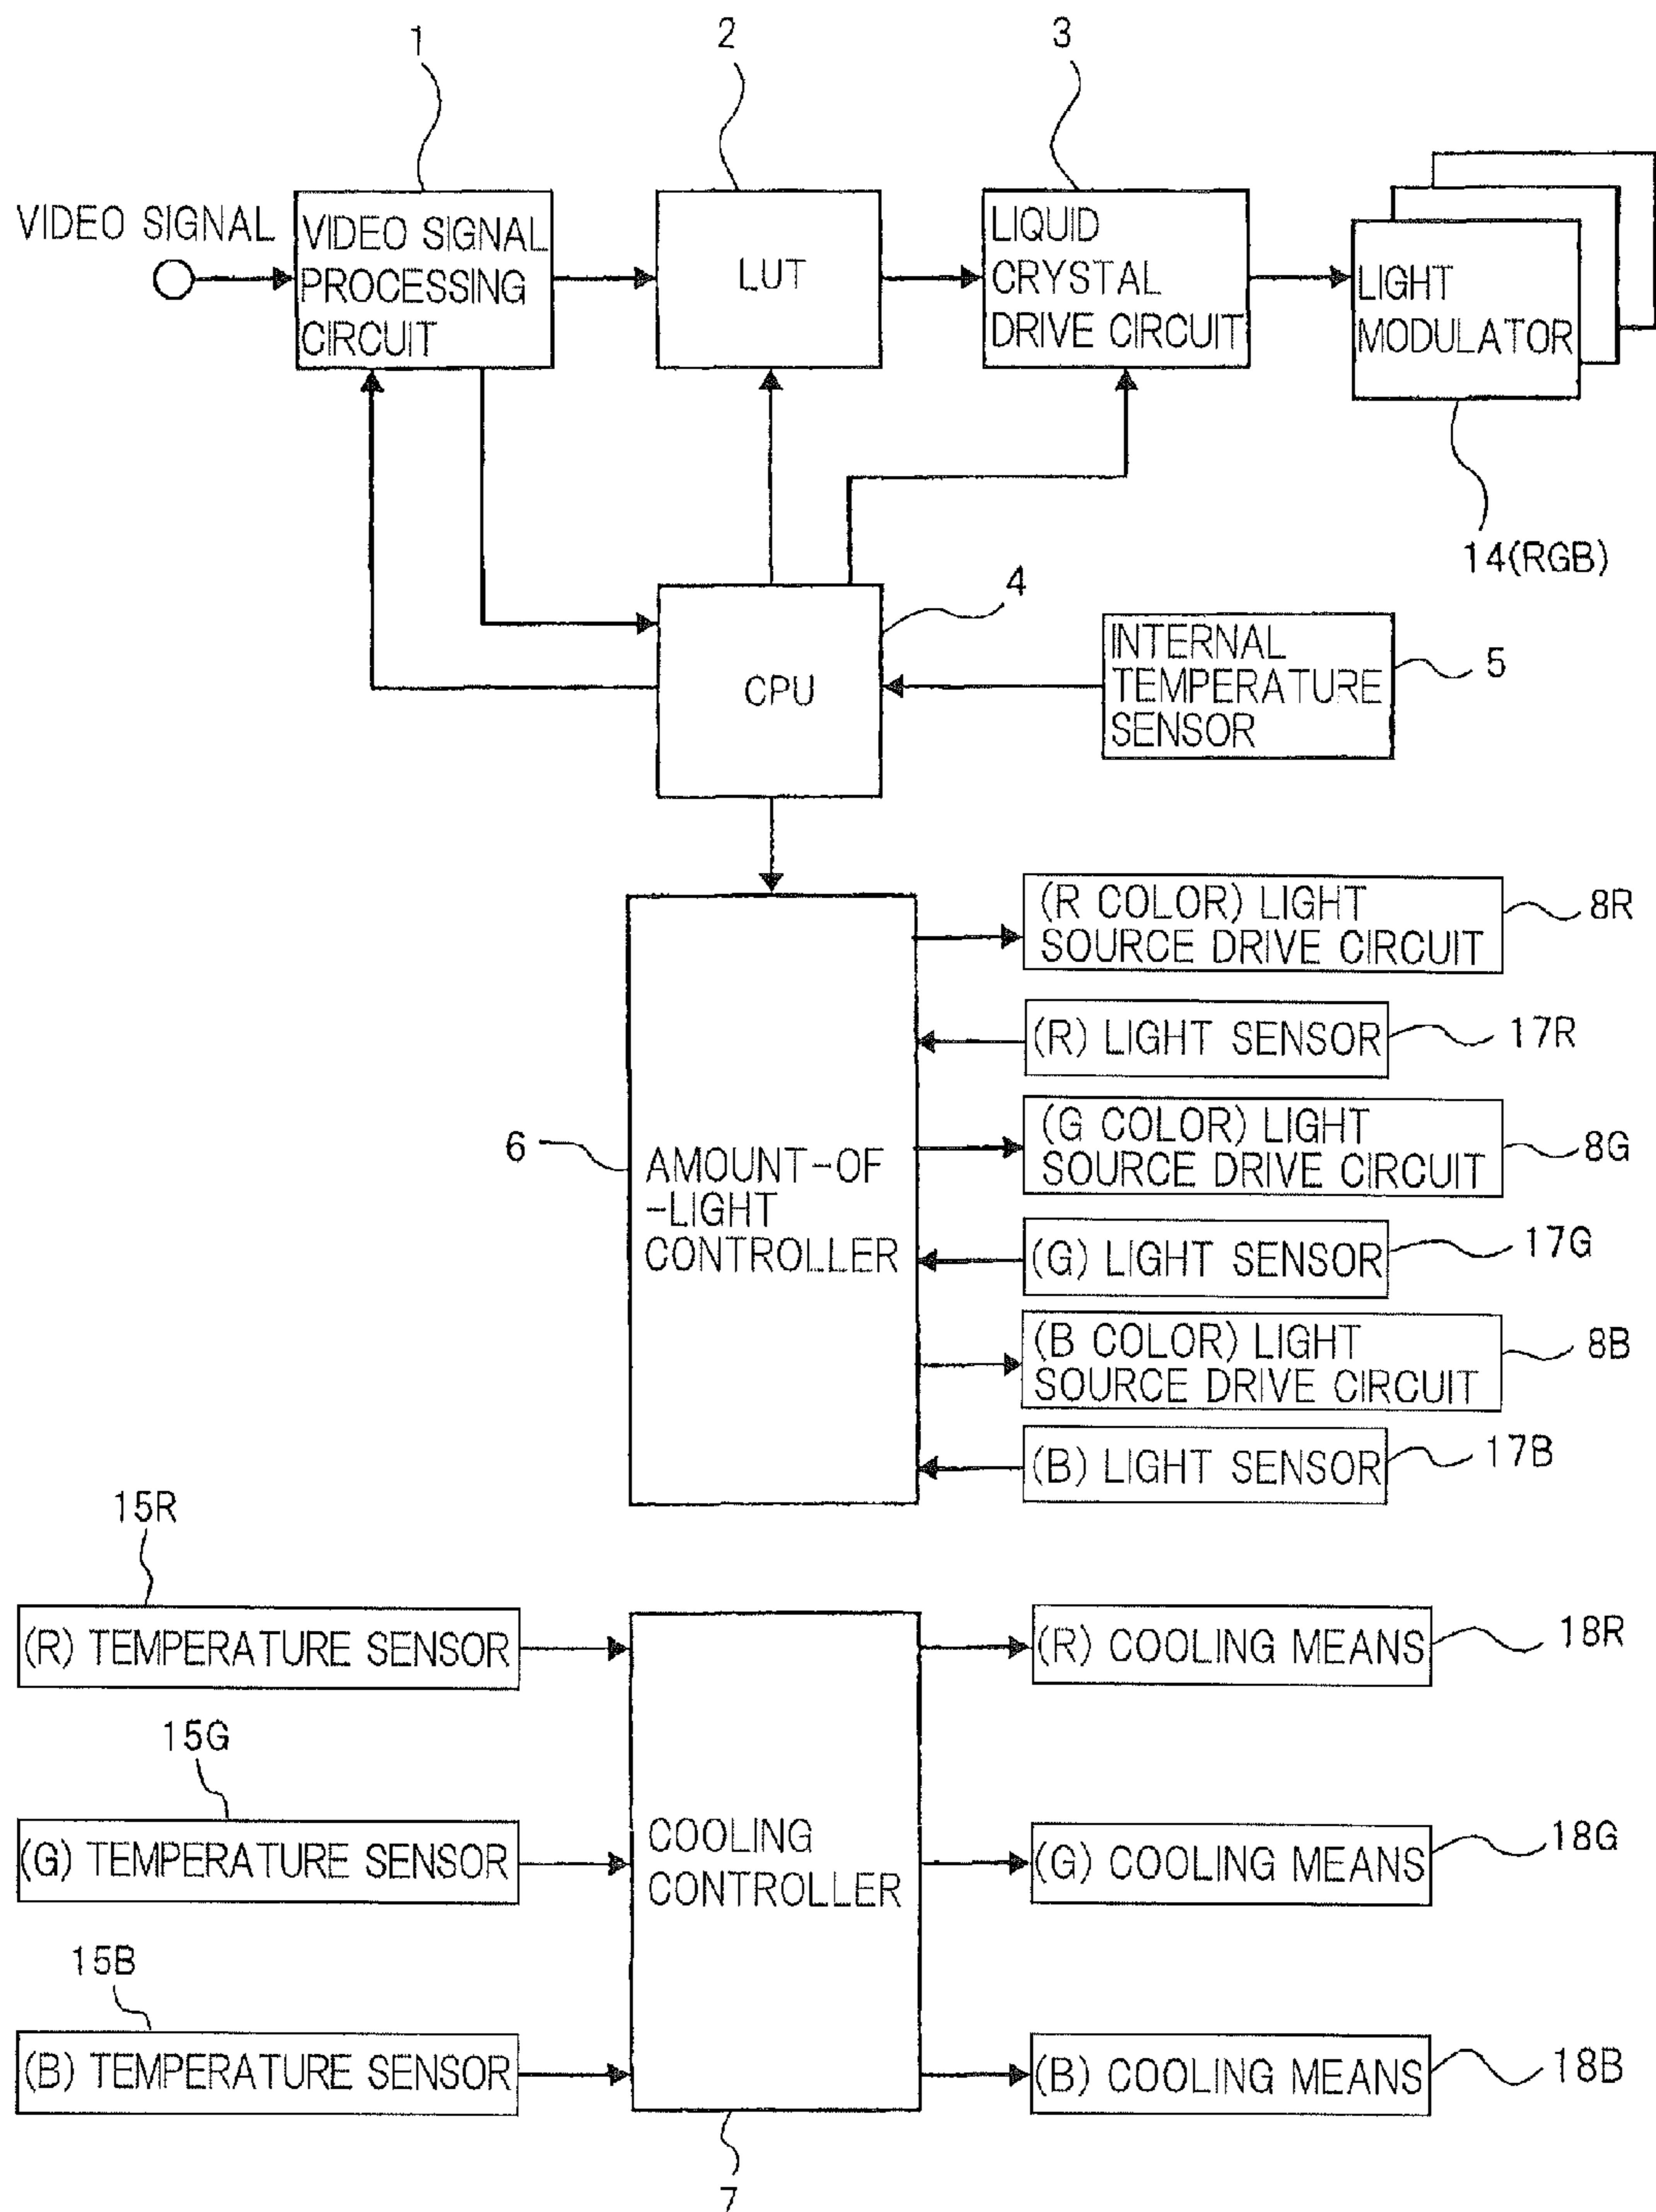 1
2
3
VIDEO SIGNAL
VIDEO SIGNAL
PROCESSING
CIRCUIT
LUT
LIQUID
CRYSTAL
DRIVE CIRCUIT
LIGHT
MODULATOR
14(RGB)
4
CPU
INTERNAL
TEMPERATURE
SENSOR
5
(R COLOR) LIGHT
SOURCE DRIVE CIRCUIT
8R
(R) LIGHT SENSOR
17R
6
AMOUNT-OF
-LIGHT
CONTROLLER
(G COLOR) LIGHT
SOURCE DRIVE CIRCUIT
8G
(G) LIGHT SENSOR
17G
(B COLOR) LIGHT
SOURCE DRIVE CIRCUIT
8B
(B) LIGHT SENSOR
17B
15R
(R) TEMPERATURE SENSOR
(R) COOLING MEANS
18R
15G
(G) TEMPERATURE SENSOR
COOLING
CONTROLLER
(G) COOLING MEANS
18G
15B
(B) TEMPERATURE SENSOR
(B) COOLING MEANS
18B
7